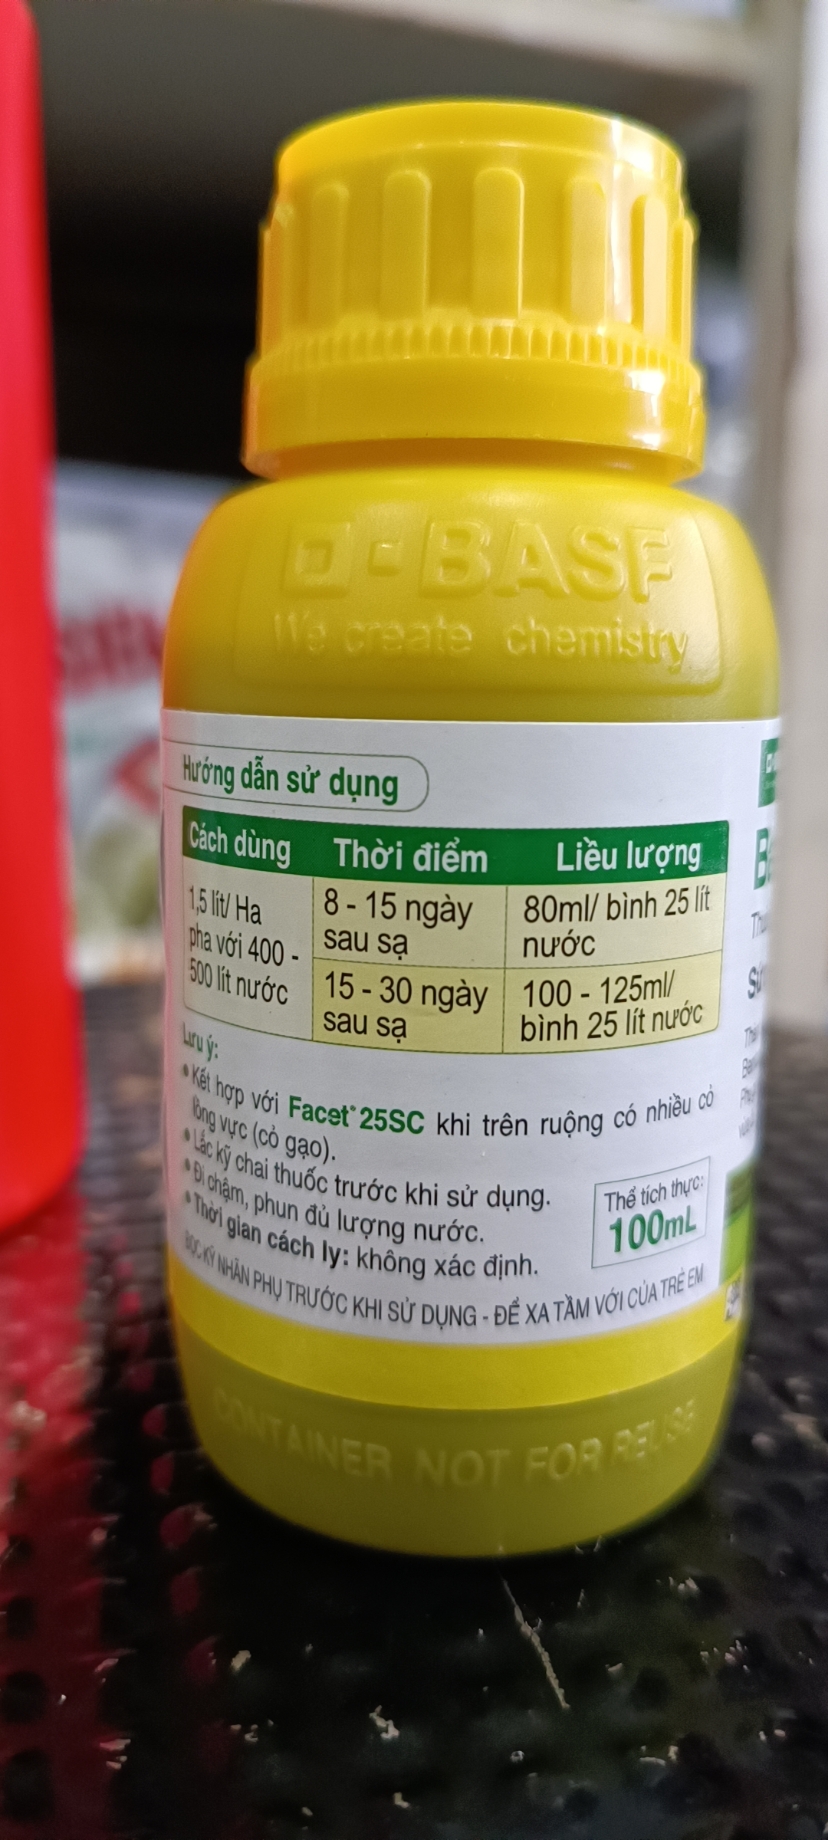 BASF
We create chemistry
Hướng dẫn sử dụng
Cách dùng Thời điểm Liều lượng
1,5 lít/ Ha
pha với 400 -
500 lít nước
8 - 15 ngày
sau sạ
80ml/ bình 25 lít
nước
15 - 30 ngày
sau sạ
100 - 125ml/
bình 25 lít nước
Lưu ý:
• Kết hợp với Facet® 25SC khi trên ruộng có nhiều cỏ
lồng vực (cỏ gạo).
• Lắc kỹ chai thuốc trước khi sử dụng.
• Đi chậm, phun đủ lượng nước.
• Thời gian cách ly: không xác định.
Thể tích thực:
100mL
ĐỌC KỸ NHÃN PHỤ TRƯỚC KHI SỬ DỤNG - ĐỂ XA TẦM VỚI CỦA TRẺ EM
CONTAINER NOT FOR REUSE